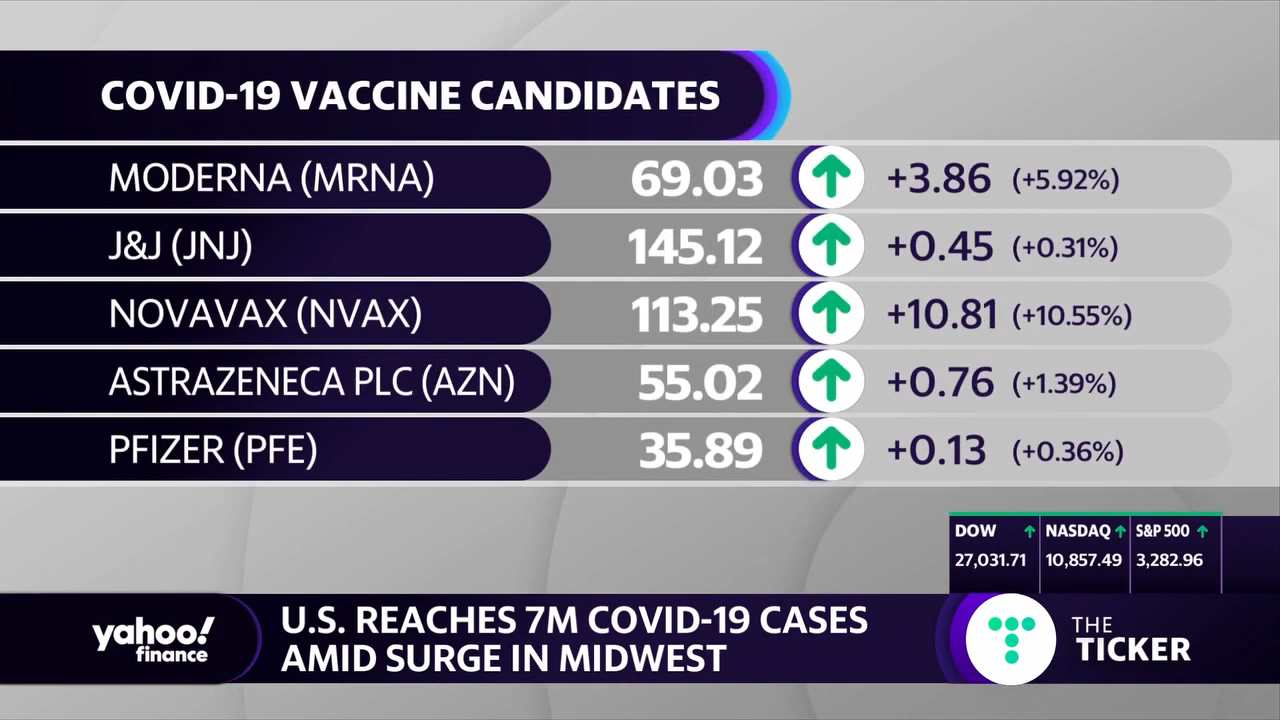 COVID-19 VACCINE CANDIDATES
MODERNA (MRNA) 69.03 +3.86 (+5.92%)
J&J (JNJ) 145.12 +0.45 (+0.31%)
NOVAVAX (NVAX) 113.25 +10.81 (+10.55%)
ASTRAZENECA PLC (AZN) 55.02 +0.76 (+1.39%)
PFIZER (PFE) 35.89 +0.13 (+0.36%)
DOW NASDAQ S&P 500
27,031.71 10,857.49 3,282.96
yahoo!
finance
U.S. REACHES 7M COVID-19 CASES
AMID SURGE IN MIDWEST
THE
TICKER